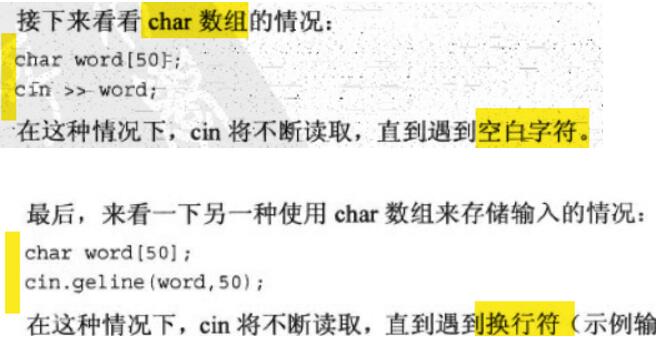 接下来看看 char 数组的情况：
char word[50];
cin >> word;
在这种情况下，cin 将不断读取，直到遇到空白字符。
最后，来看一下另一种使用 char 数组来存储输入的情况：
char word[50];
cin.geline(word,50);
在这种情况下，cin 将不断读取，直到遇到换行符（示例输